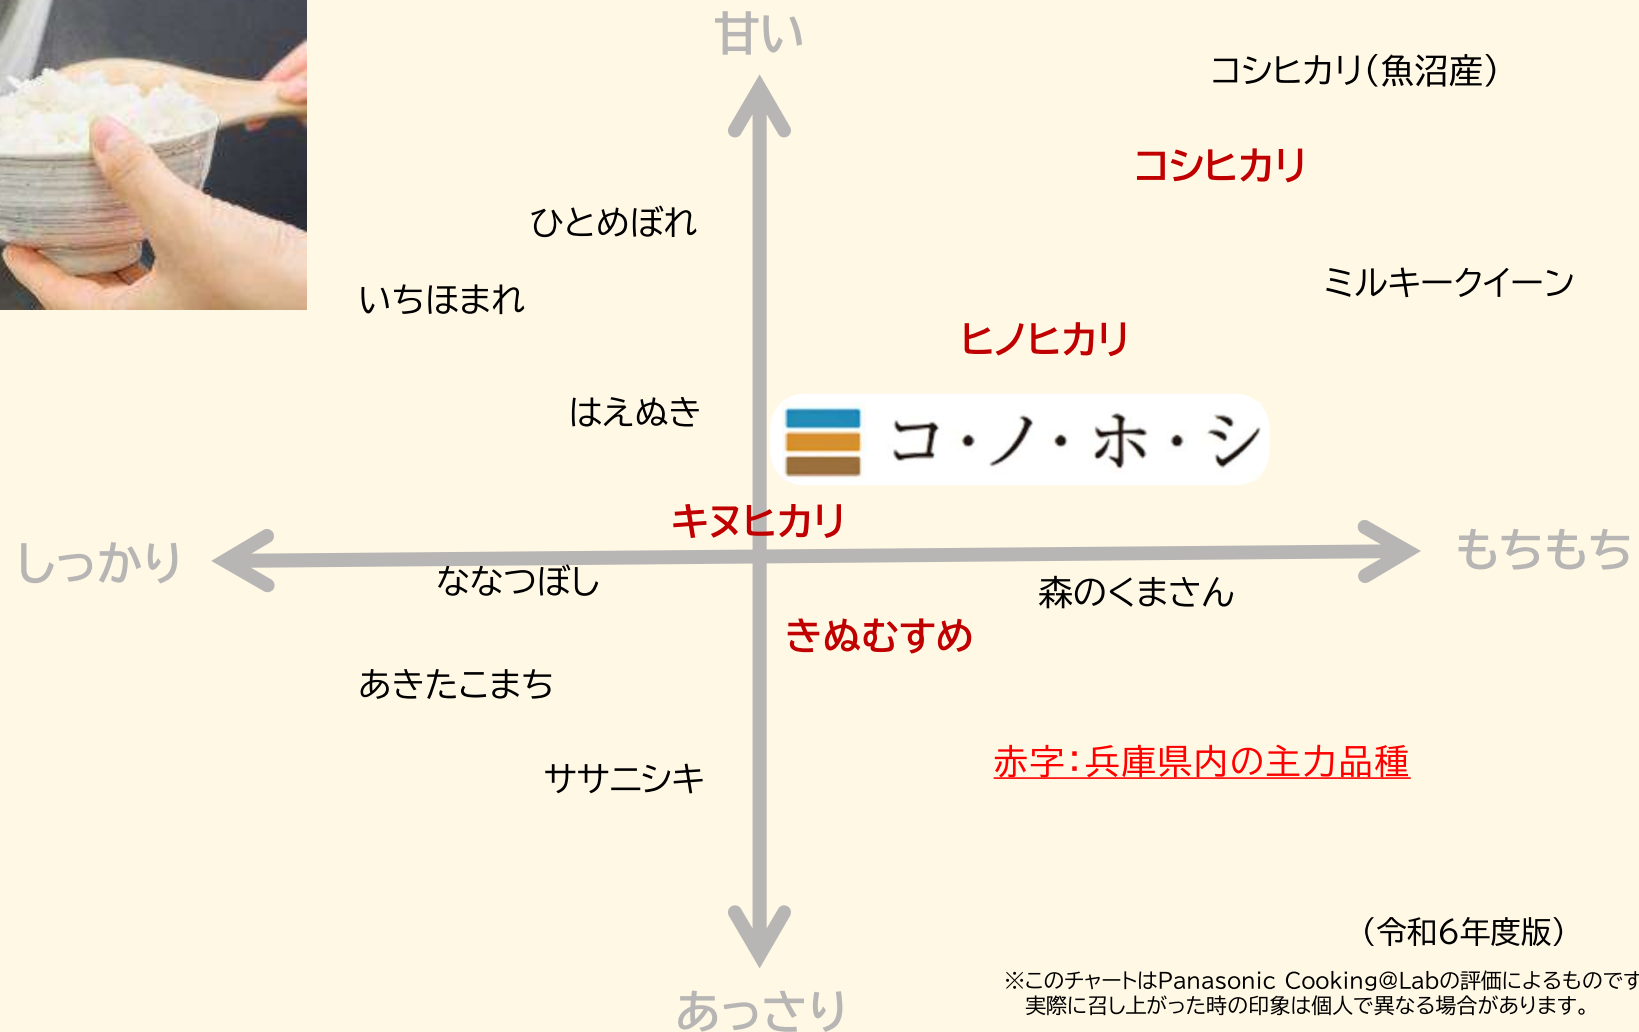 甘い
コシヒカリ（魚沼産）
コシヒカリ
ひとめぼれ
ミルキークイーン
いちほまれ
ヒノヒカリ
はえぬき
コ・ノ・ホ・シ
キヌヒカリ
しっかり
もちもち
ななつぼし
森のくまさん
きぬむすめ
あきたこまち
赤字：兵庫県内の主力品種
ササニシキ
（令和6年度版）
※このチャートはPanasonic Cooking@Labの評価によるものです
実際に召し上がった時の印象は個人で異なる場合があります。
あっさり